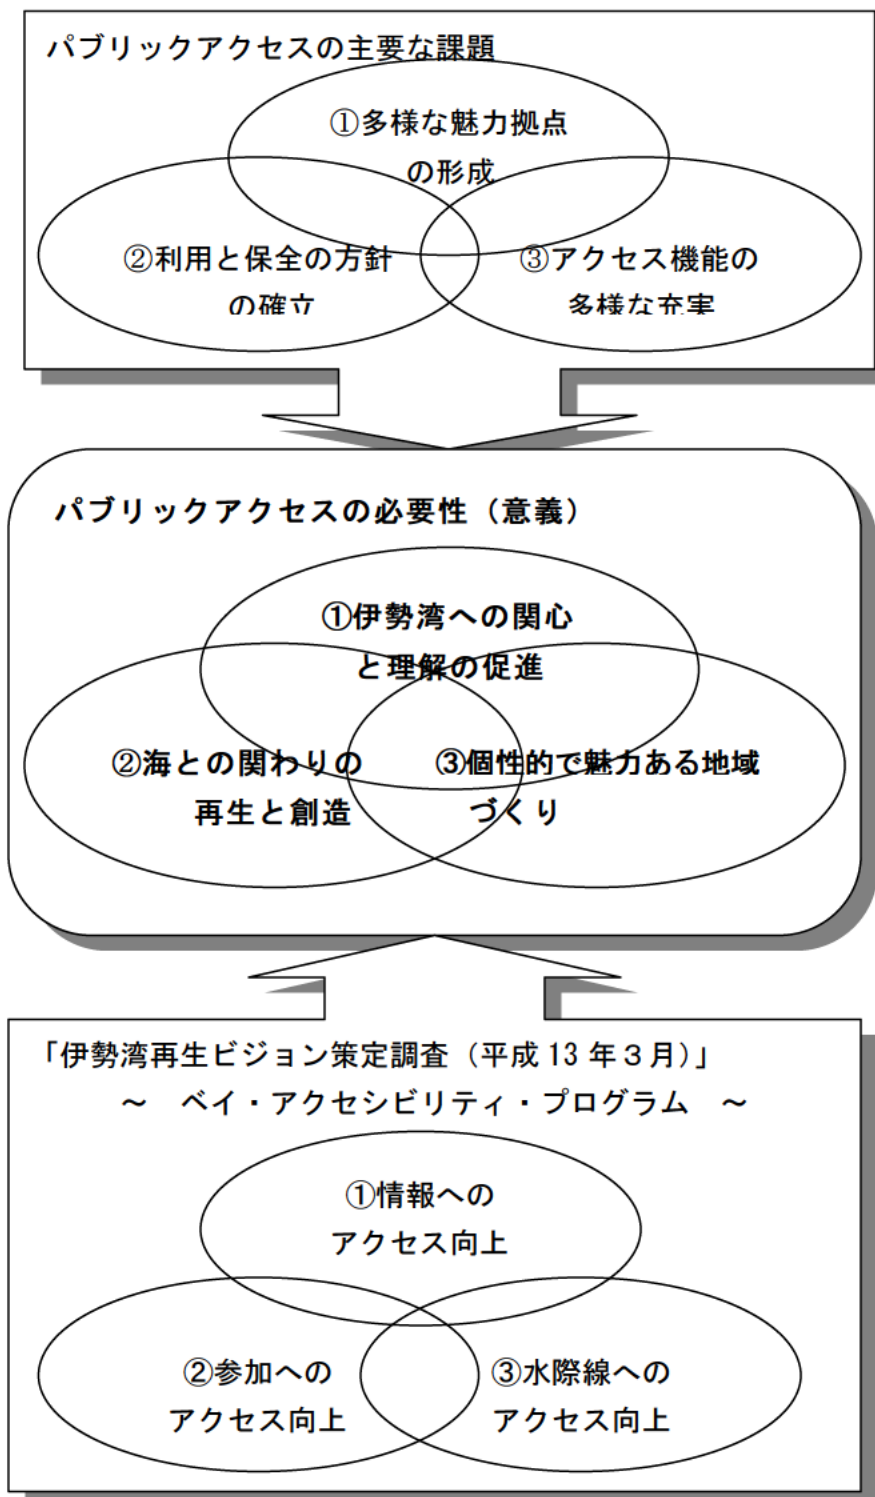 パブリックアクセスの主要な課題
①多様な魅力拠点
の形成
②利用と保全の方針
の確立
③アクセス機能の
多様な充実
パブリックアクセスの必要性（意義）
①伊勢湾への関心
と理解の促進
②海との関わりの
再生と創造
③個性的で魅力ある地域
づくり
「伊勢湾再生ビジョン策定調査（平成 13 年３月）」
～　ベイ・アクセシビリティ・プログラム　～
①情報への
アクセス向上
②参加への
アクセス向上
③水際線への
アクセス向上